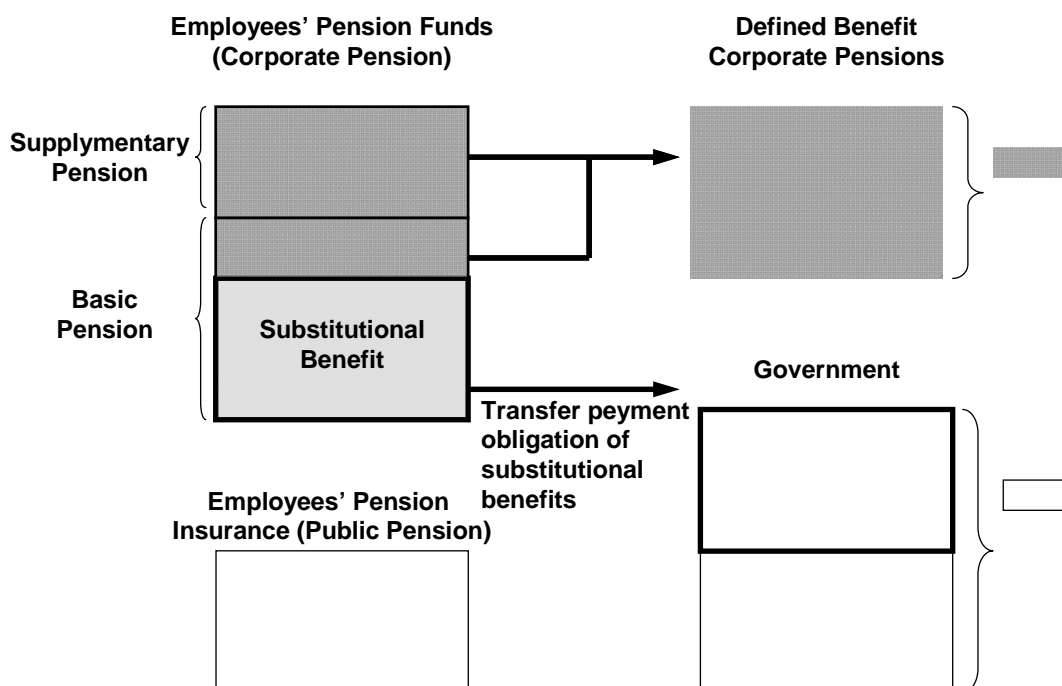 Employees’ Pension Funds
(Corporate Pension)
Defined Benefit
Corporate Pensions
Supplymentary
Pension
Basic
Pension
Substitutional
Benefit
Government
Transfer peyment
obligation of
substitutional
benefits
Employees’ Pension
Insurance (Public Pension)